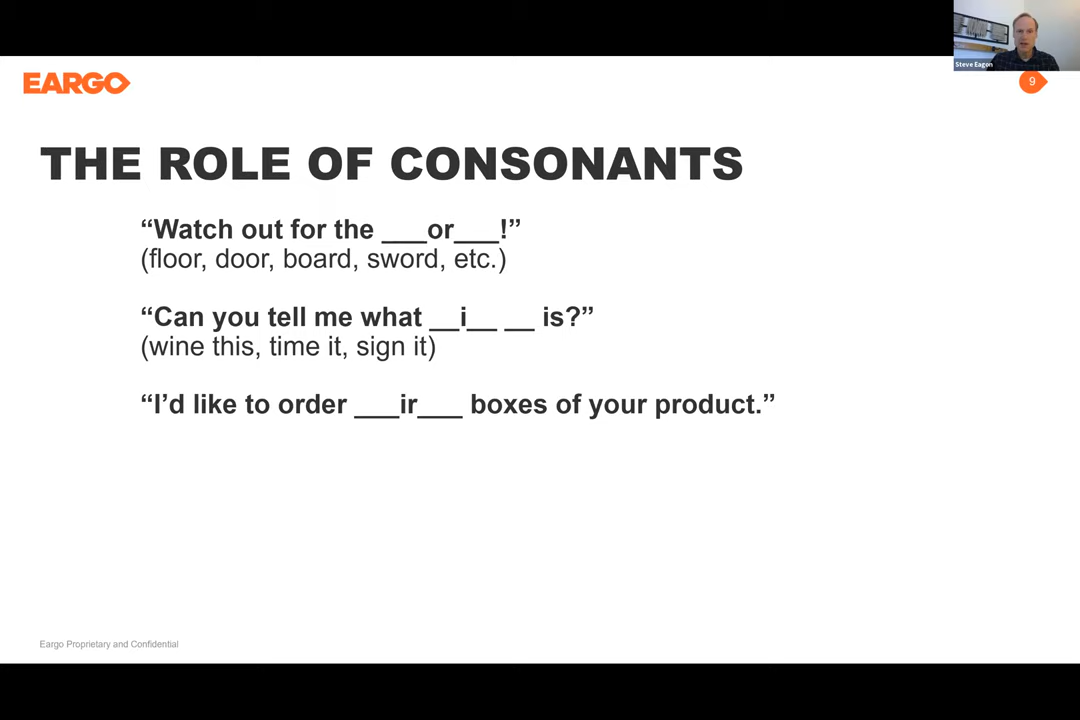 Steve Eagon
EARGO
9
THE ROLE OF CONSONANTS
“Watch out for the ___or___!”
(floor, door, board, sword, etc.)
“Can you tell me what __i__ __ is?”
(wine this, time it, sign it)
“I’d like to order ___ir___ boxes of your product.”
Eargo Proprietary and Confidential